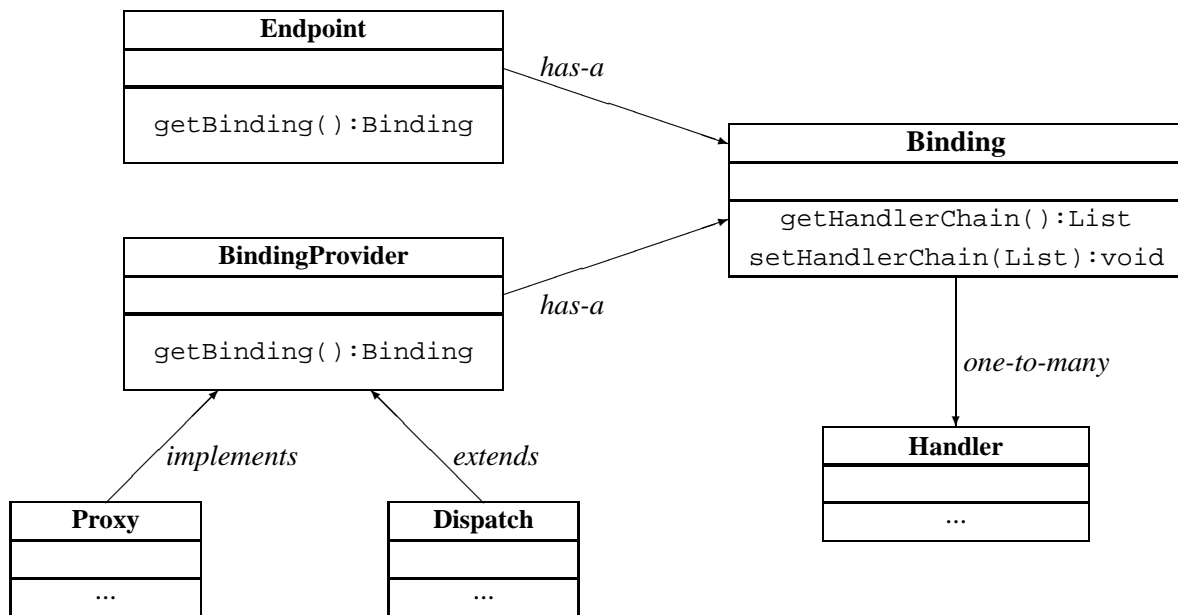 Endpoint
getBinding():Binding
has-a
Binding
getHandlerChain():List
setHandlerChain(List):void
BindingProvider
getBinding():Binding
has-a
one-to-many
implements
extends
Handler
...
Proxy
...
Dispatch
...